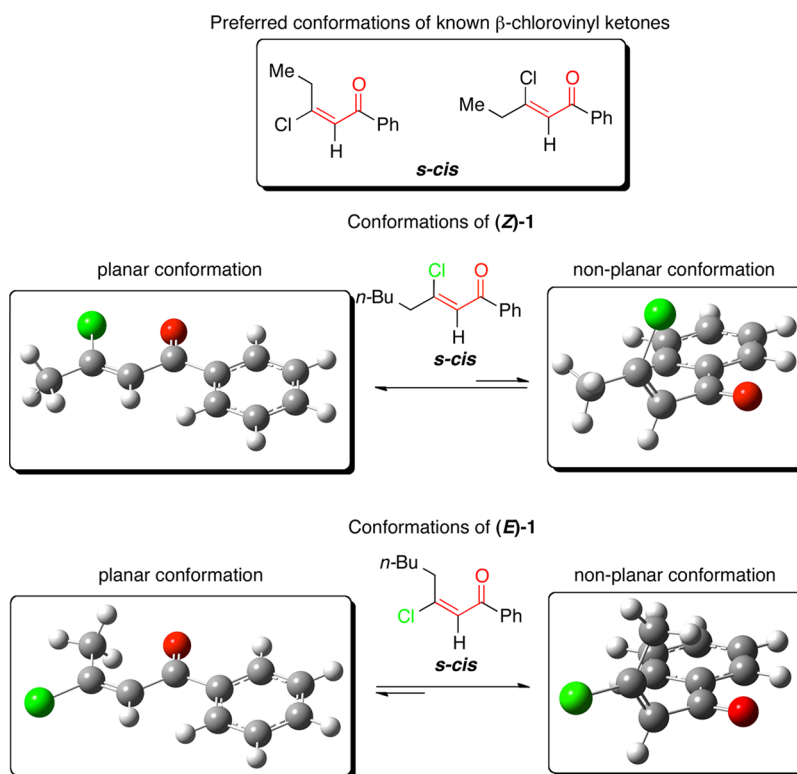 Preferred conformations of known β-chlorovinyl ketones
Me
O
Cl
Ph
H
Cl
O
Me
Ph
H
s-cis
Conformations of (Z)-1
planar conformation
non-planar conformation
Cl
O
n-Bu
Ph
H
s-cis
Conformations of (E)-1
planar conformation
non-planar conformation
n-Bu
O
Cl
Ph
H
s-cis